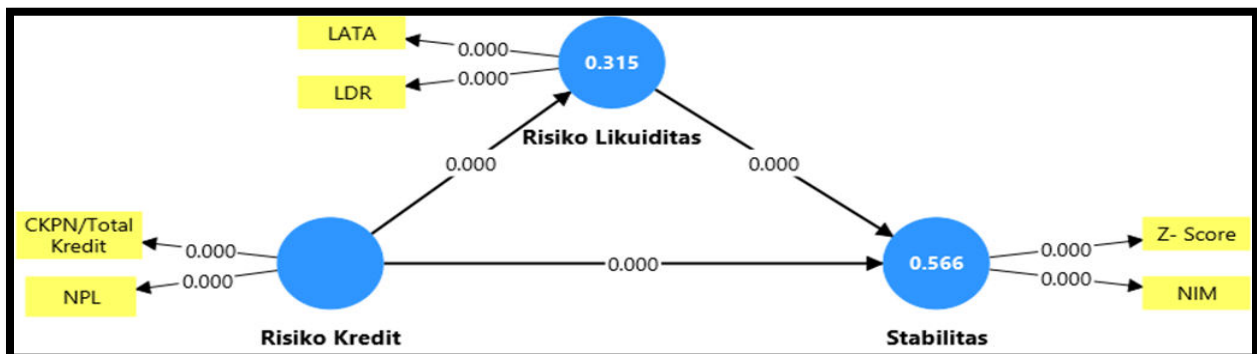 LATA
0.000
0.315
0.000
LDR
Risiko Likuiditas
0.000
0.000
CKPN/Total
Kredit
0.000
0.000
NPL
Risiko Kredit
0.000
0.566
Stabilitas
0.000
Z- Score
0.000
NIM